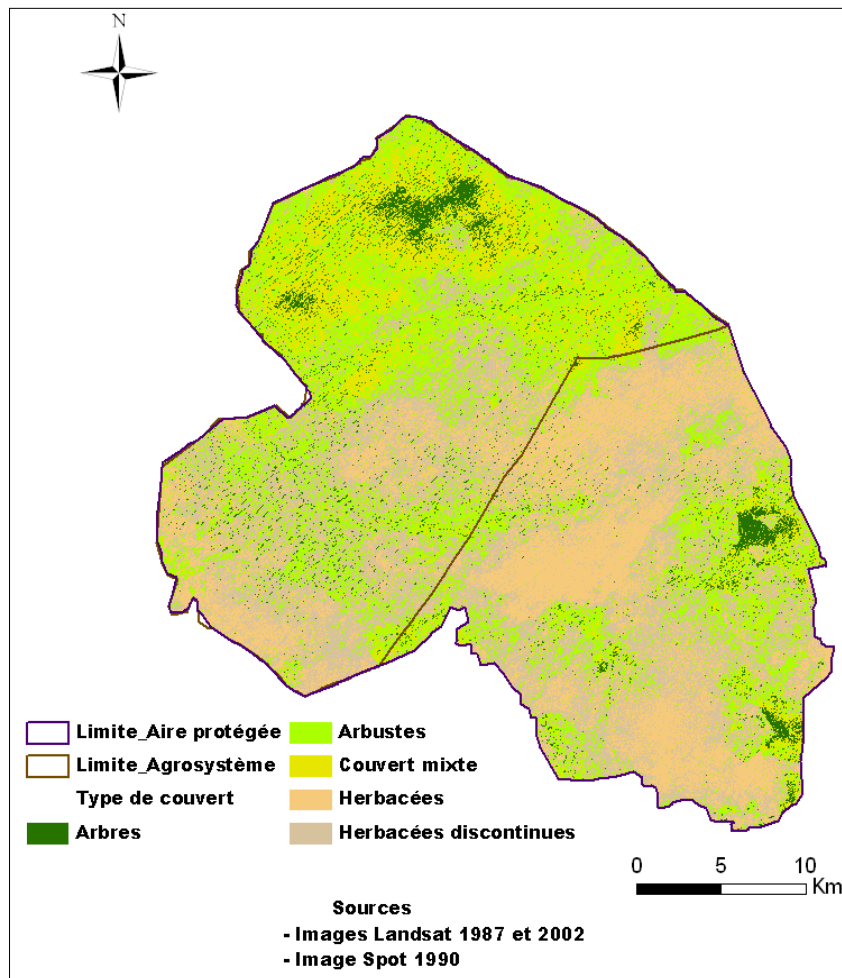 N
Limite_Aire protégée
Limite_Agrosystème
Type de couvert
Arbres
Arbustes
Couvert mixte
Herbacées
Herbacées discontinues
0 5 10
Km
Sources
- Images Landsat 1987 et 2002
- Image Spot 1990